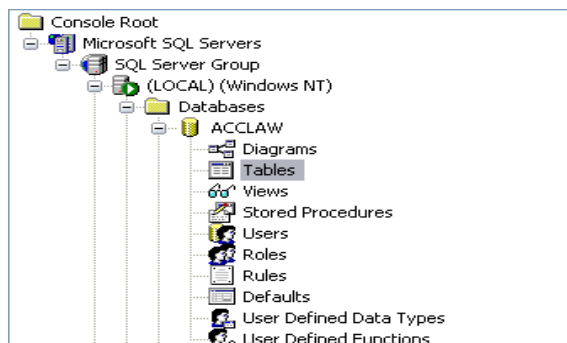 Console Root
Microsoft SQL Servers
SQL Server Group
(LOCAL) (Windows NT)
Databases
ACCLAW
Diagrams
Tables
Views
Stored Procedures
Users
Roles
Rules
Defaults
User Defined Data Types
User Defined Functions